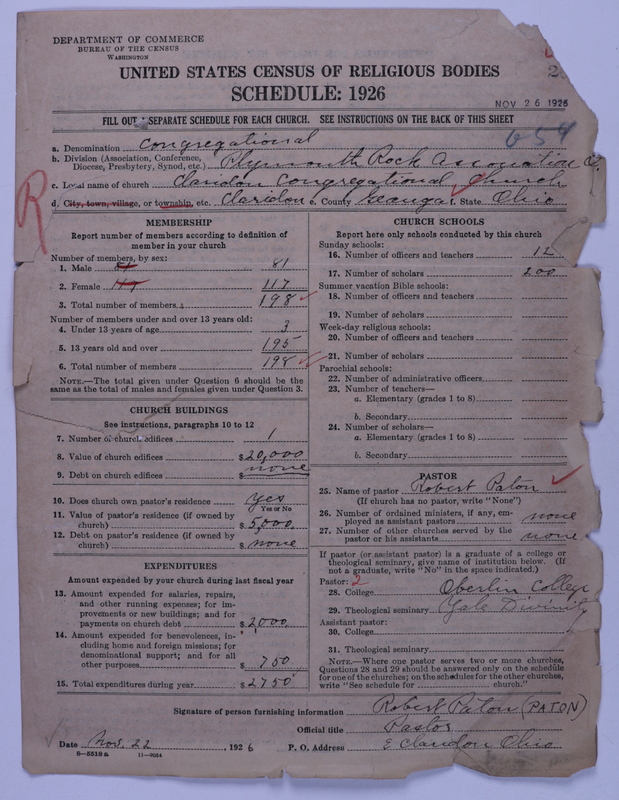 DEPARTMENT OF COMMERCE
BUREAU OF THE CENSUS
WASHINGTON
UNITED STATES CENSUS OF RELIGIOUS BODIES
SCHEDULE: 1926
NOV 26 1926
FILL OUT SEPARATE SCHEDULE FOR EACH CHURCH. SEE INSTRUCTIONS ON THE BACK OF THIS SHEET
654
a. Denomination Congregational
b. Division (Association, Conference, Diocese, Presbytery, Synod, etc.) Plymouth Rock Association
c. Local name of church Claridon Congregational Church
d. City, town, village, or township, etc. Claridon e. County Geauga f. State Ohio
R
MEMBERSHIP
Report number of members according to definition of
member in your church
Number of members, by sex:
1. Male 81
2. Female 117
3. Total number of members 198
Number of members under and over 13 years old:
4. Under 13 years of age 3
5. 13 years old and over 195
6. Total number of members 198
NOTE.—The total given under Question 6 should be the
same as the total of males and females given under Question 3.
CHURCH BUILDINGS
See instructions, paragraphs 10 to 12
7. Number of church edifices 1
8. Value of church edifices $20,000
9. Debt on church edifices $none
10. Does church own pastor's residence yes
Yes or No
11. Value of pastor's residence (if owned by
church) $5,000
12. Debt on pastor's residence (if owned by
church) $none
EXPENDITURES
Amount expended by your church during last fiscal year
13. Amount expended for salaries, repairs,
and other running expenses; for im-
provements or new buildings; and for
payments on church debt $2000
14. Amount expended for benevolences, in-
cluding home and foreign missions; for
denominational support; and for all
other purposes $750
15. Total expenditures during year $2750
CHURCH SCHOOLS
Report here only schools conducted by this church
Sunday schools:
16. Number of officers and teachers 12
17. Number of scholars 200
Summer vacation Bible schools:
18. Number of officers and teachers
19. Number of scholars
Week-day religious schools:
20. Number of officers and teachers
21. Number of scholars
Parochial schools:
22. Number of administrative officers
23. Number of teachers—
a. Elementary (grades 1 to 8)
b. Secondary
24. Number of scholars—
a. Elementary (grades 1 to 8)
b. Secondary
PASTOR
25. Name of pastor Robert Paton
(If church has no pastor, write "None")
26. Number of ordained ministers, if any, em-
ployed as assistant pastors none
27. Number of other churches served by the
pastor or his assistants none
If pastor (or assistant pastor) is a graduate of a college or
theological seminary, give name of institution below. (If
not a graduate, write "No" in the space indicated.)
Pastor: 2
28. College Oberlin College
29. Theological seminary Yale Divinity
Assistant pastor:
30. College
31. Theological seminary
NOTE.—Where one pastor serves two or more churches,
Questions 28 and 29 should be answered only on the schedule
for one of the churches; on the schedules for the other churches,
write "See schedule for church."
Signature of person furnishing information Robert Paton (PATON)
Official title Pastor
Date Nov. 22, 1926 P. O. Address E Claridon Ohio
8—5519a 11—9024